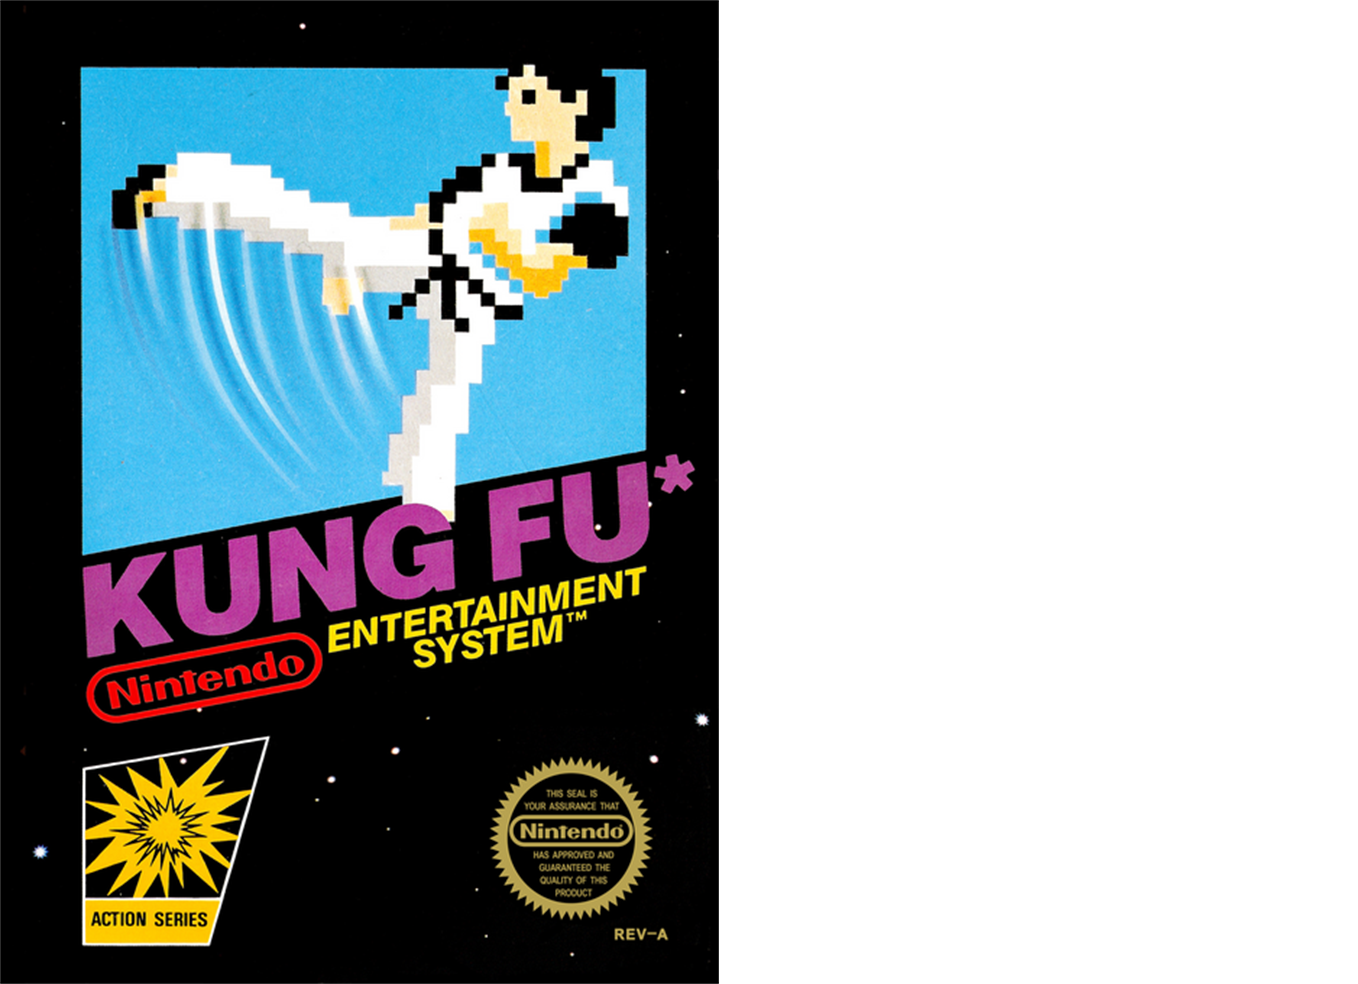 KUNG FU*
Nintendo
ENTERTAINMENT
SYSTEM™
ACTION SERIES
THIS SEAL IS
YOUR ASSURANCE THAT
Nintendo®
HAS APPROVED AND
GUARANTEED THE
QUALITY OF THIS
PRODUCT
REV-A